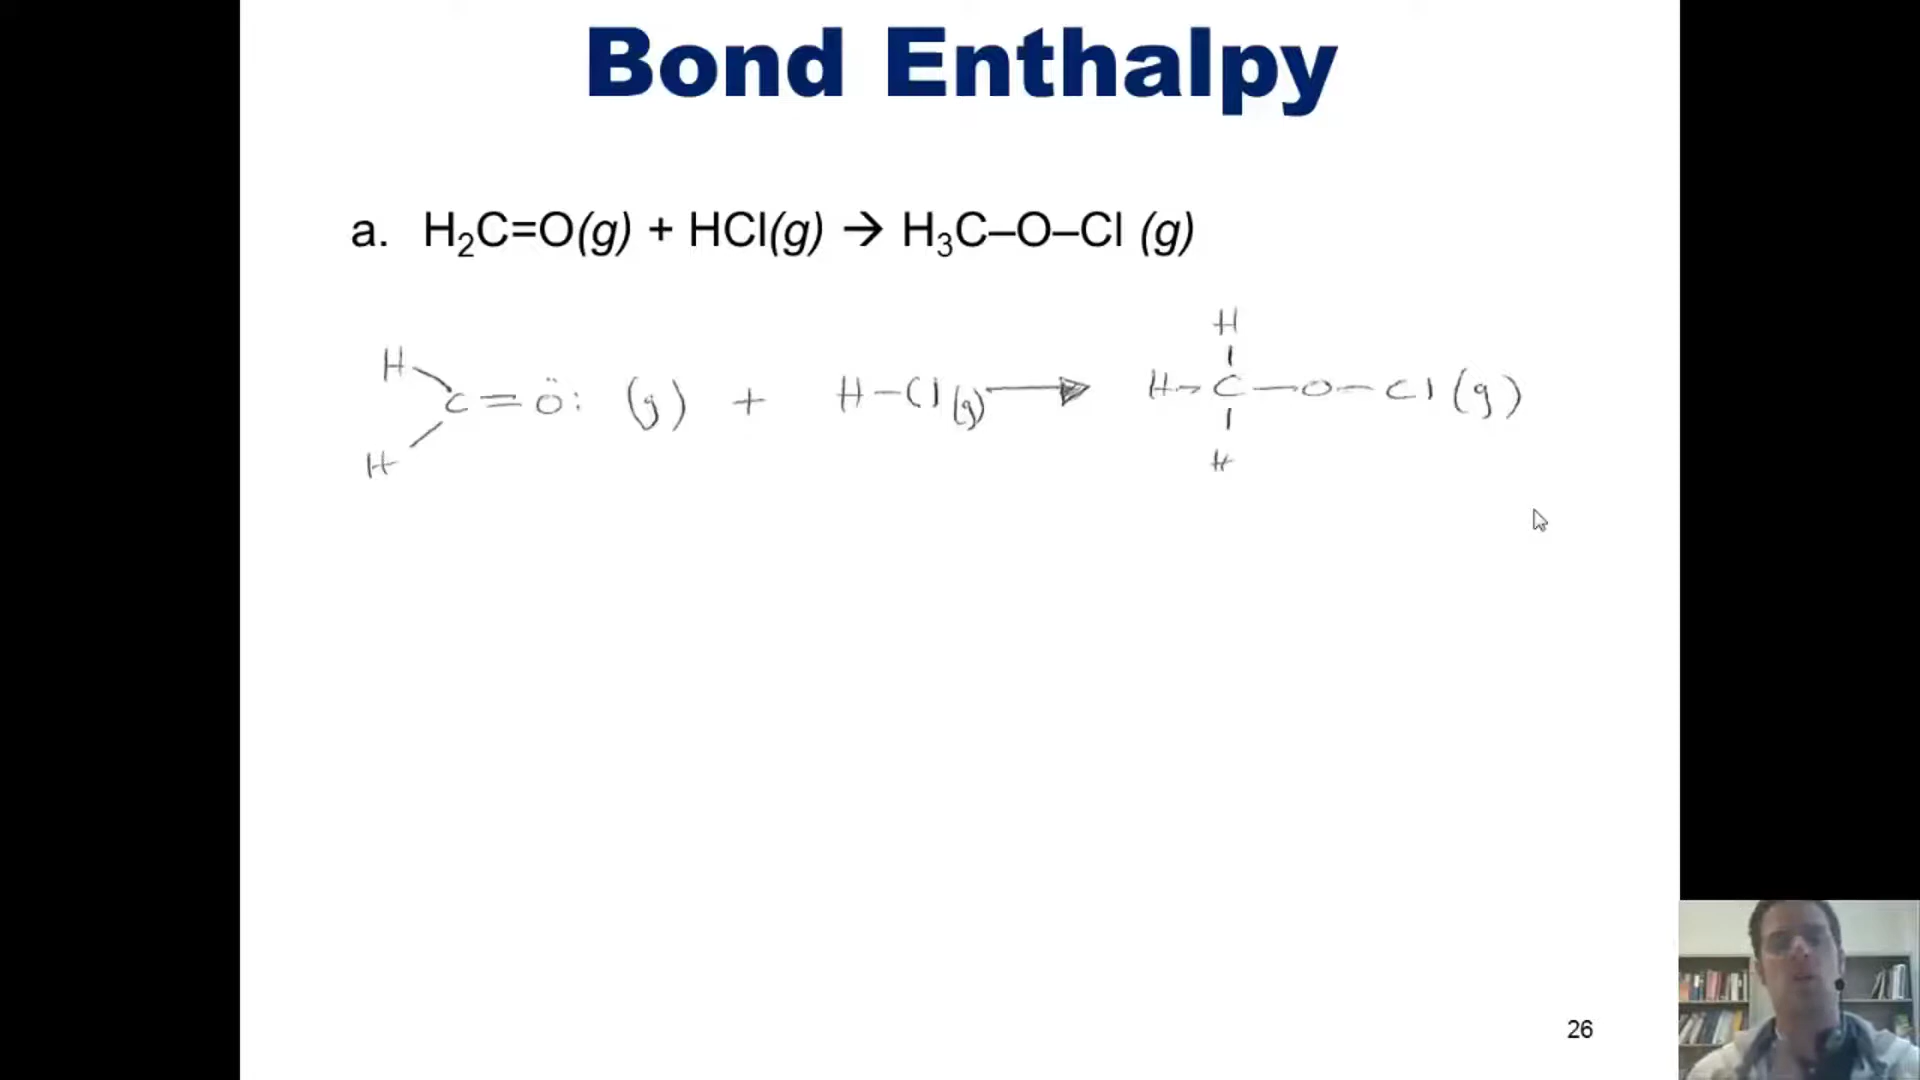 Bond Enthalpy
a. H₂C=O(g) + HCl(g) → H₃C–O–Cl (g)
H
H
C=Ö: (g) + H–Cl(g) → H–C–O–Cl (g)
H
H
26